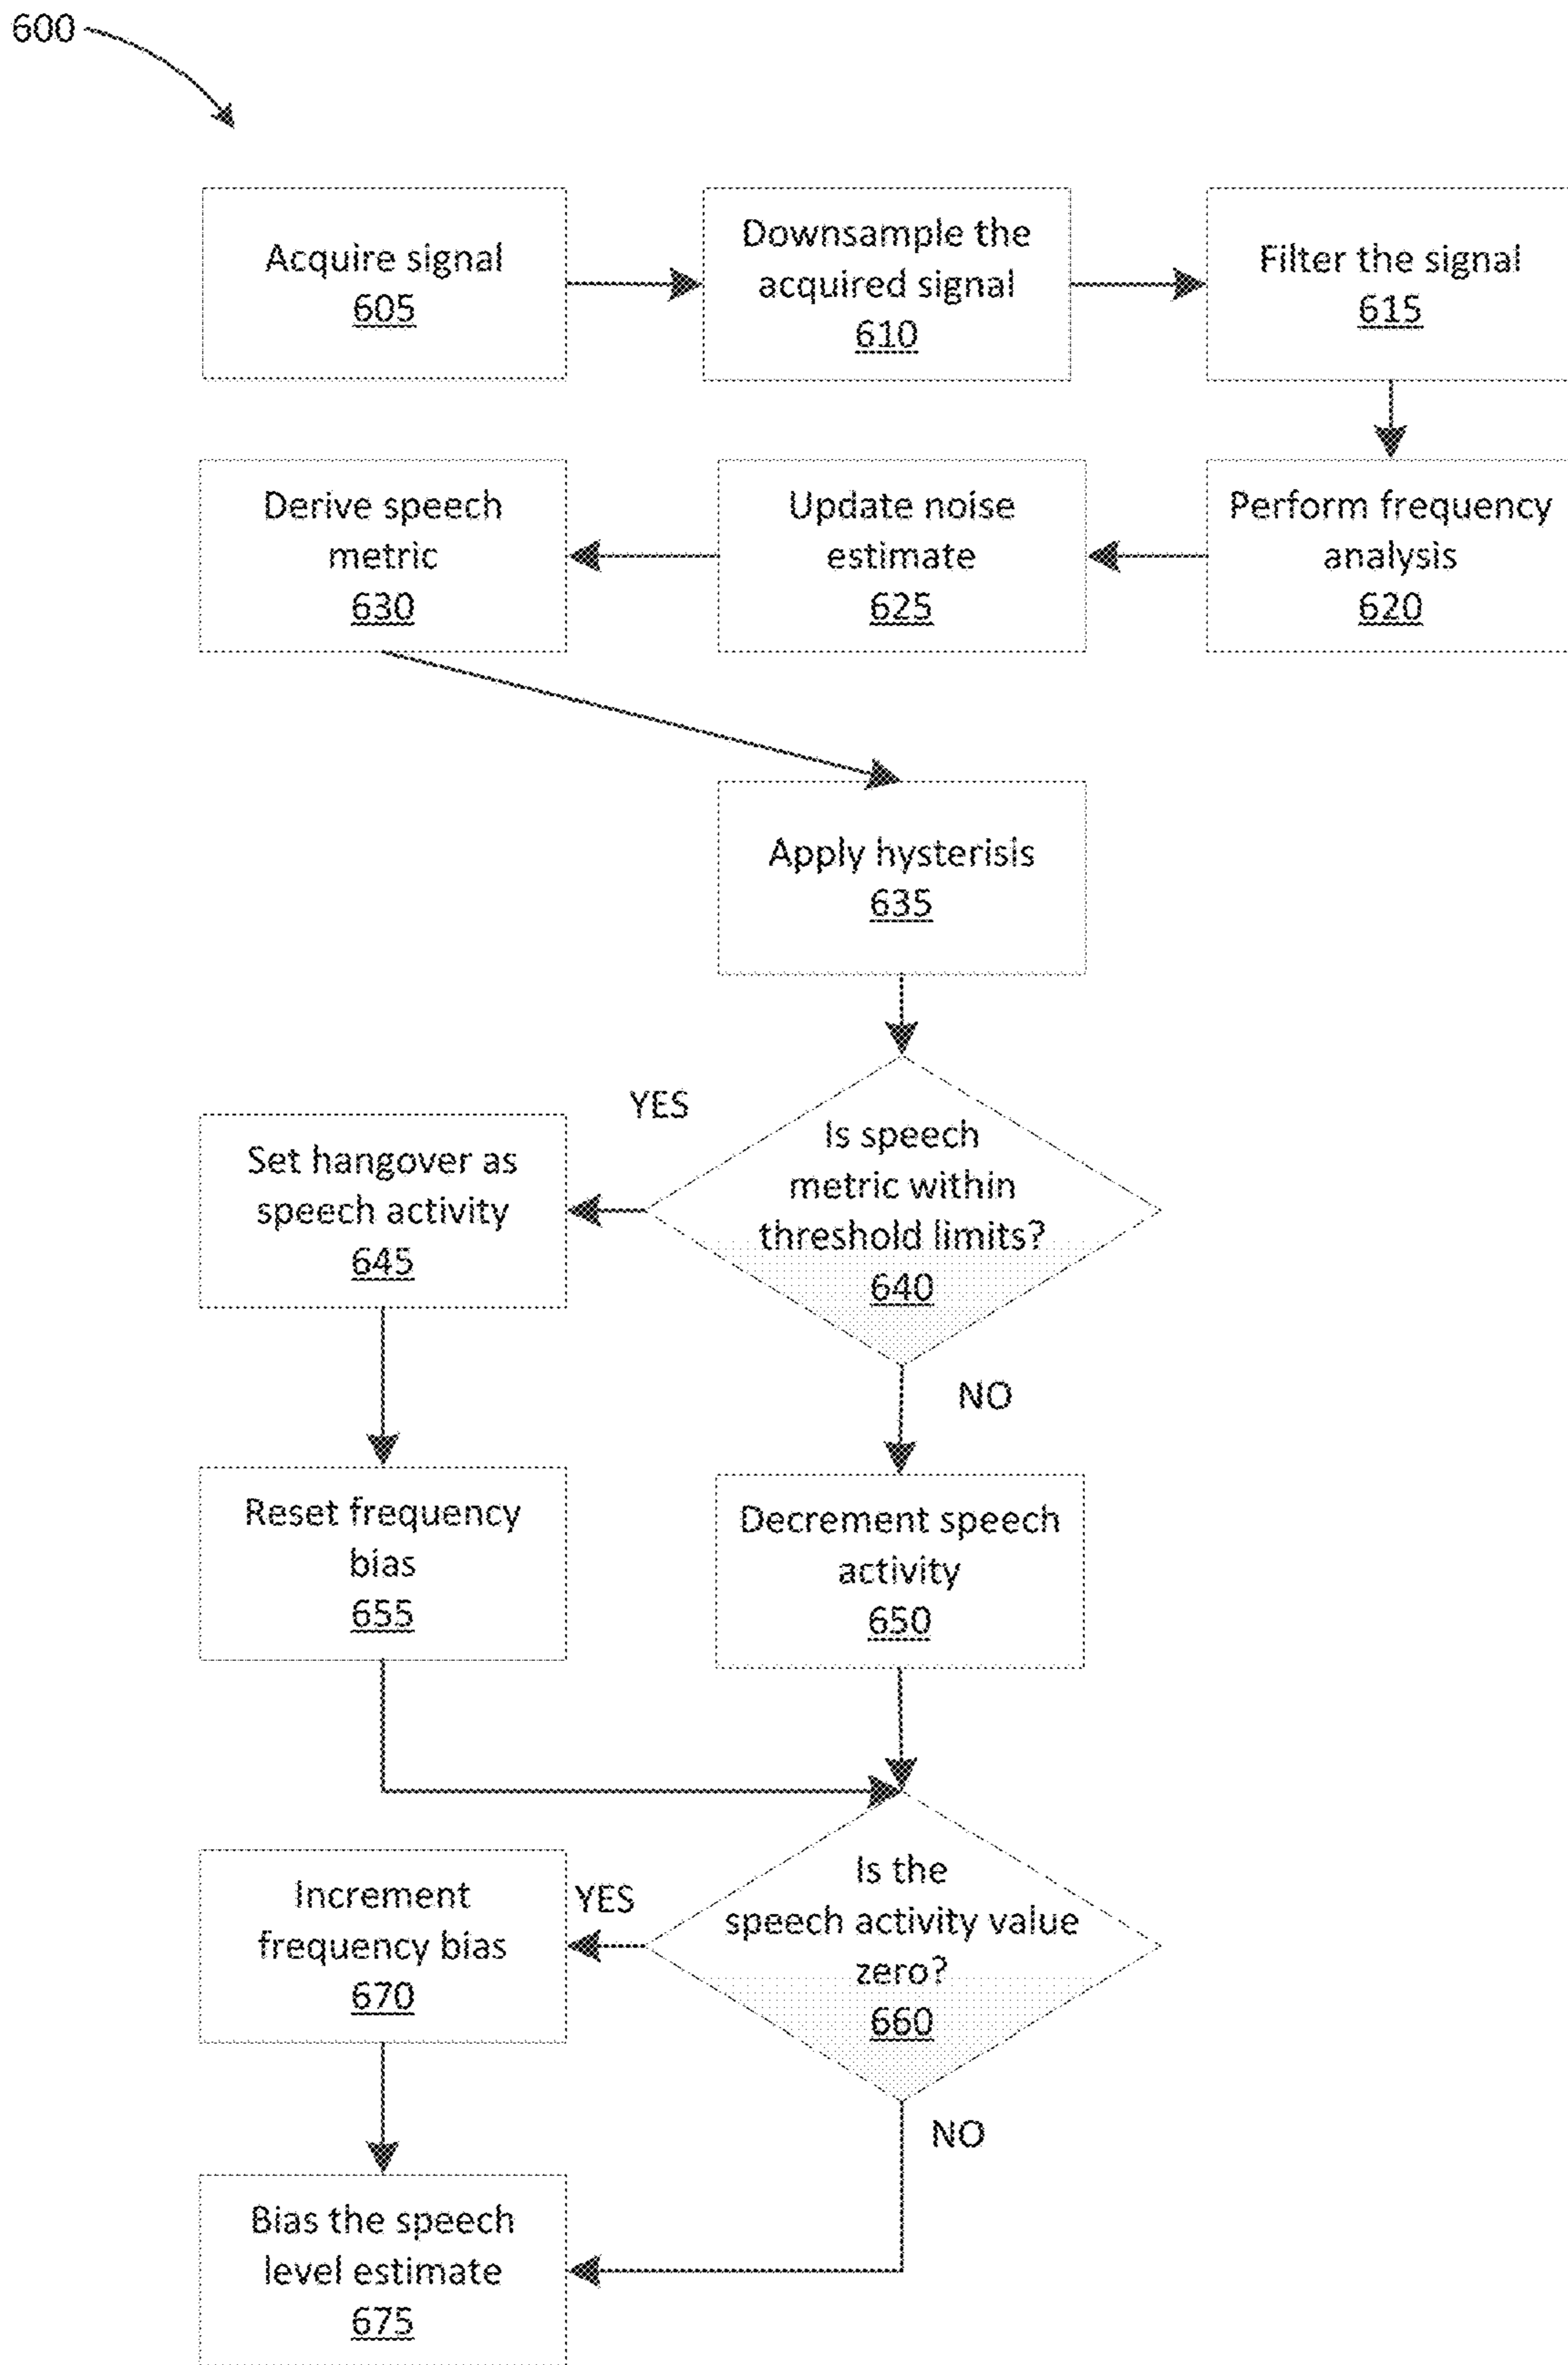 600
Acquire signal
605
Downsample the
acquired signal
610
Filter the signal
615
Derive speech
metric
630
Update noise
estimate
625
Perform frequency
analysis
620
Apply hysterisis
635
YES
Is speech
metric within
threshold limits?
640
Set hangover as
speech activity
645
NO
Reset frequency
bias
655
Decrement speech
activity
650
Is the
speech activity value
zero?
660
YES
Increment
frequency bias
670
NO
Bias the speech
level estimate
675